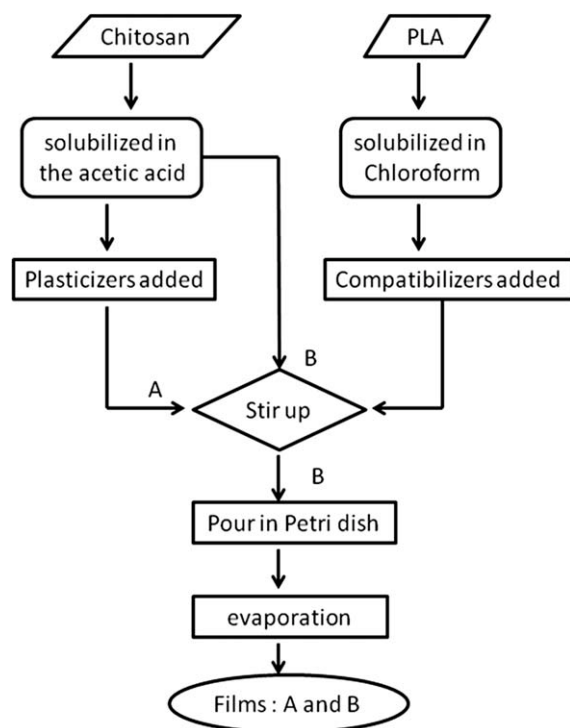 Chitosan
PLA
solubilized in
the acetic acid
solubilized in
Chloroform
Plasticizers added
Compatibilizers added
A
B
Stir up
B
Pour in Petri dish
evaporation
Films : A and B